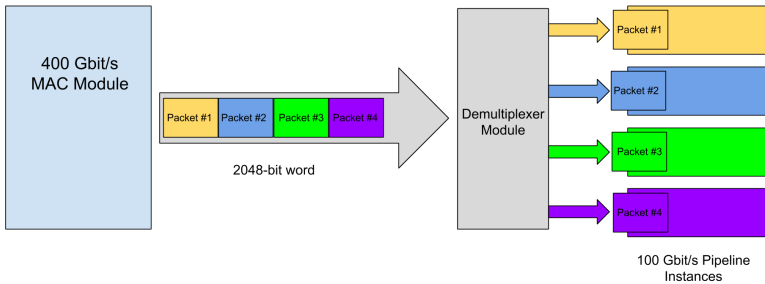 400 Gbit/s
MAC Module
Packet #1
Packet #2
Packet #3
Packet #4
2048-bit word
Demultiplexer
Module
Packet #1
Packet #2
Packet #3
Packet #4
100 Gbit/s Pipeline
Instances